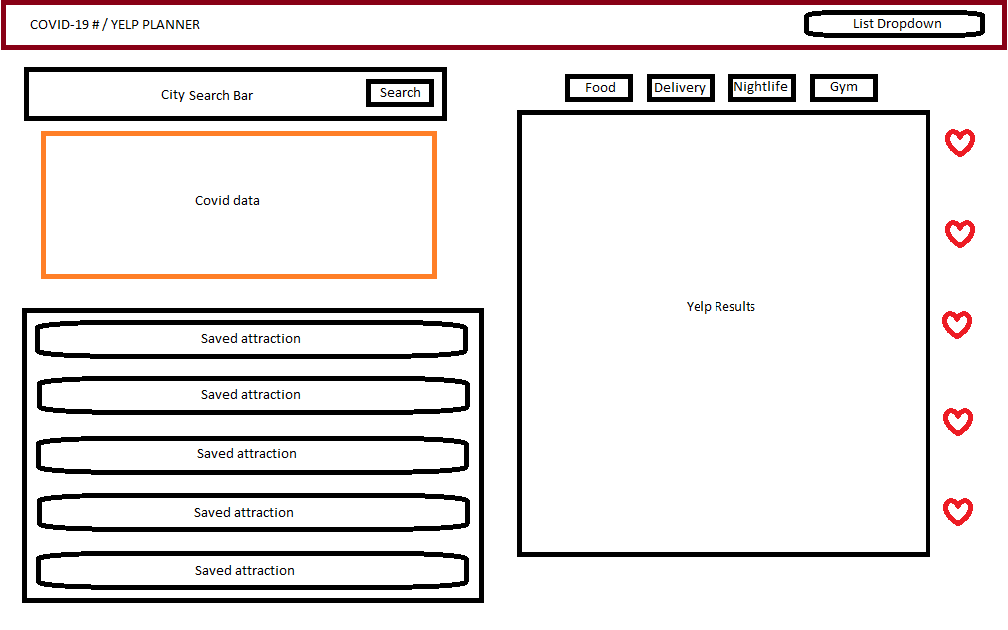 COVID-19 # / YELP PLANNER
List Dropdown
City Search Bar
Search
Food
Delivery
Nightlife
Gym
Covid data
Yelp Results
Saved attraction
Saved attraction
Saved attraction
Saved attraction
Saved attraction